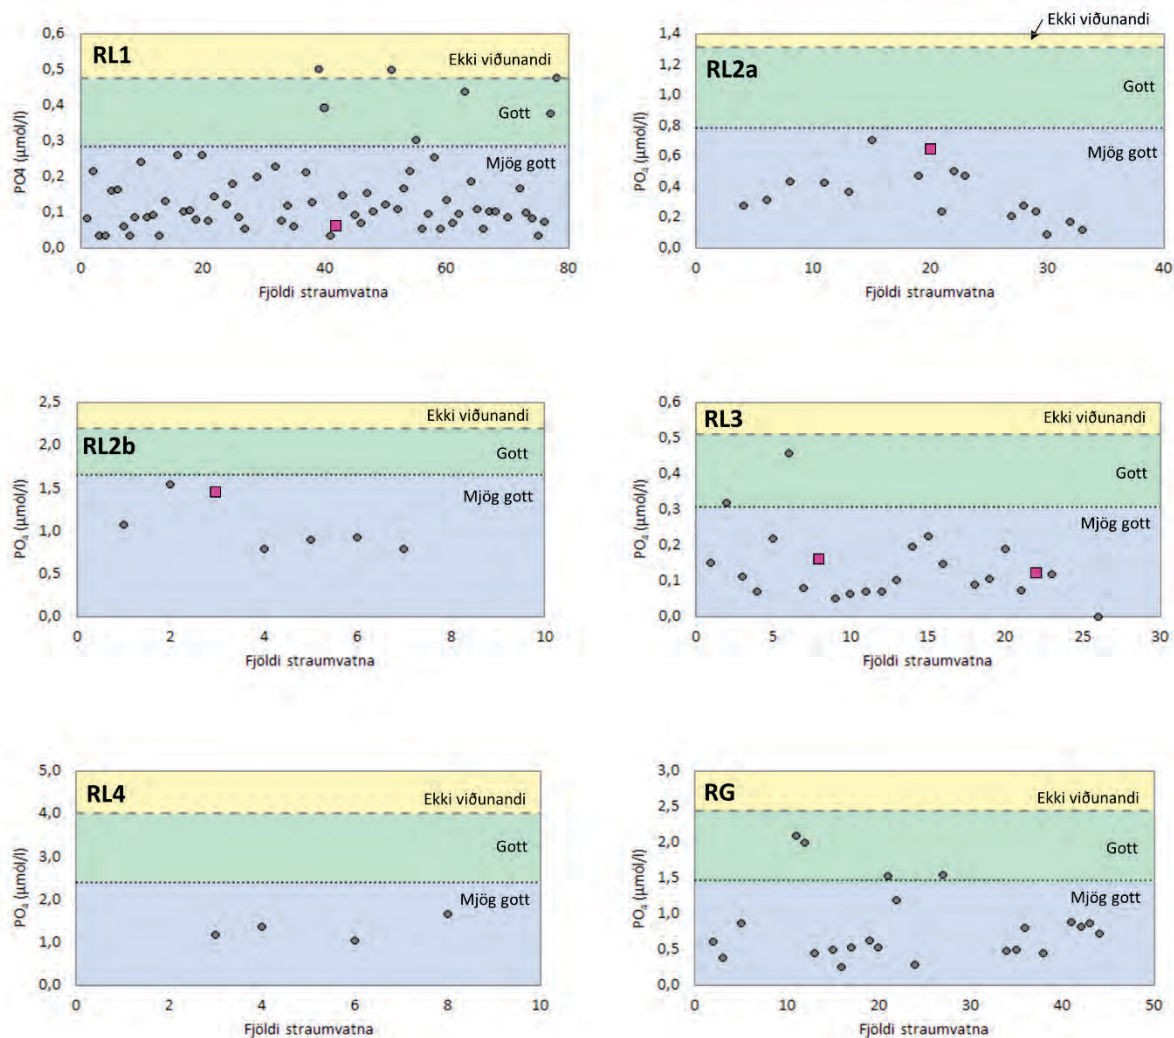 RL1
Ekki viðunandi
Gott
Mjög gott
PO4 (µmól/l)
0,6
0,5
0,4
0,3
0,2
0,1
0,0
0 20 40 60 80
Fjöldi straumvatna
Ekki viðunandi
RL2a
Gott
Mjög gott
PO₄ (µmól/l)
1,4
1,2
1,0
0,8
0,6
0,4
0,2
0,0
0 10 20 30 40
Fjöldi straumvatna
RL2b
Ekki viðunandi
Gott
Mjög gott
PO₄ (µmól/l)
2,5
2,0
1,5
1,0
0,5
0,0
0 2 4 6 8 10
Fjöldi straumvatna
RL3
Ekki viðunandi
Gott
Mjög gott
PO₄ (µmól/l)
0,6
0,5
0,4
0,3
0,2
0,1
0,0
0 5 10 15 20 25 30
Fjöldi straumvatna
RL4
Ekki viðunandi
Gott
Mjög gott
PO₄ (µmól/l)
5,0
4,0
3,0
2,0
1,0
0,0
0 2 4 6 8 10
Fjöldi straumvatna
RG
Ekki viðunandi
Gott
Mjög gott
PO₄ (µmól/l)
3,0
2,5
2,0
1,5
1,0
0,5
0,0
0 10 20 30 40 50
Fjöldi straumvatna